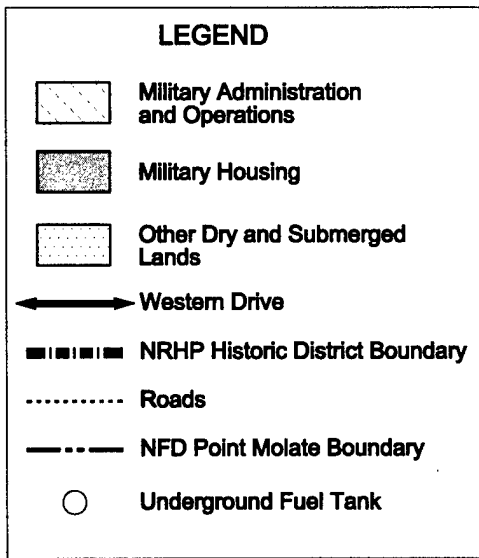 LEGEND
Military Administration
and Operations
Military Housing
Other Dry and Submerged
Lands
Western Drive
NRHP Historic District Boundary
Roads
NFD Point Molate Boundary
Underground Fuel Tank